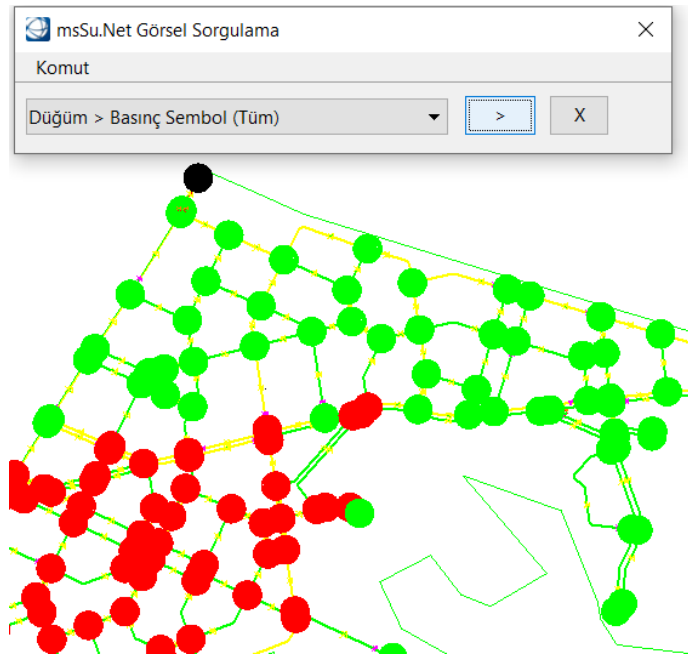 msSu.Net Görsel Sorgulama
Komut
Düğüm > Basınç Sembol (Tüm)
>
X